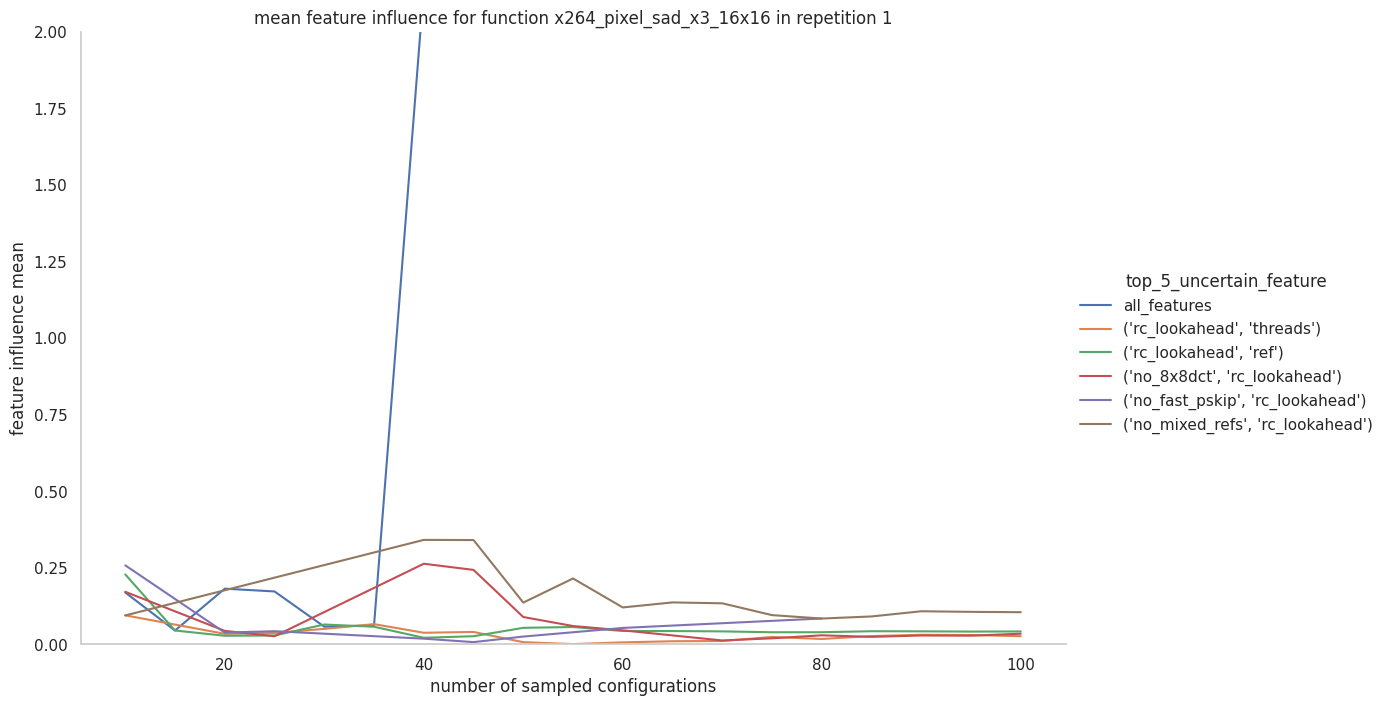 mean feature influence for function x264_pixel_sad_x3_16x16 in repetition 1
2.00
1.75
1.50
1.25
1.00
0.75
0.50
0.25
0.00
feature influence mean
20
40
60
80
100
number of sampled configurations
top_5_uncertain_feature
all_features
('rc_lookahead', 'threads')
('rc_lookahead', 'ref')
('no_8x8dct', 'rc_lookahead')
('no_fast_pskip', 'rc_lookahead')
('no_mixed_refs', 'rc_lookahead')